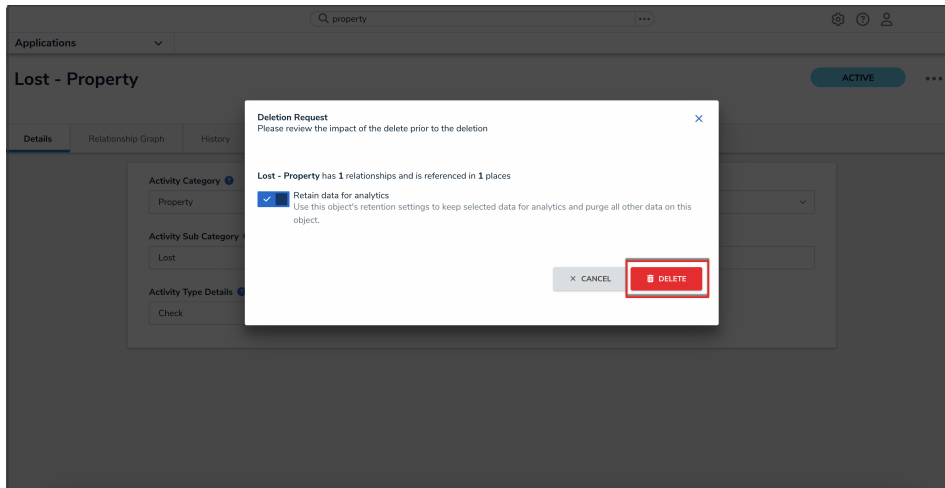 property
Applications
Lost - Property
ACTIVE
Details
Relationship Graph
History
Deletion Request
Please review the impact of the delete prior to the deletion
Lost - Property has 1 relationships and is referenced in 1 places
Retain data for analytics
Use this object's retention settings to keep selected data for analytics and purge all other data on this
object.
CANCEL
DELETE
Activity Category
Property
Activity Sub Category
Lost
Activity Type Details
Check